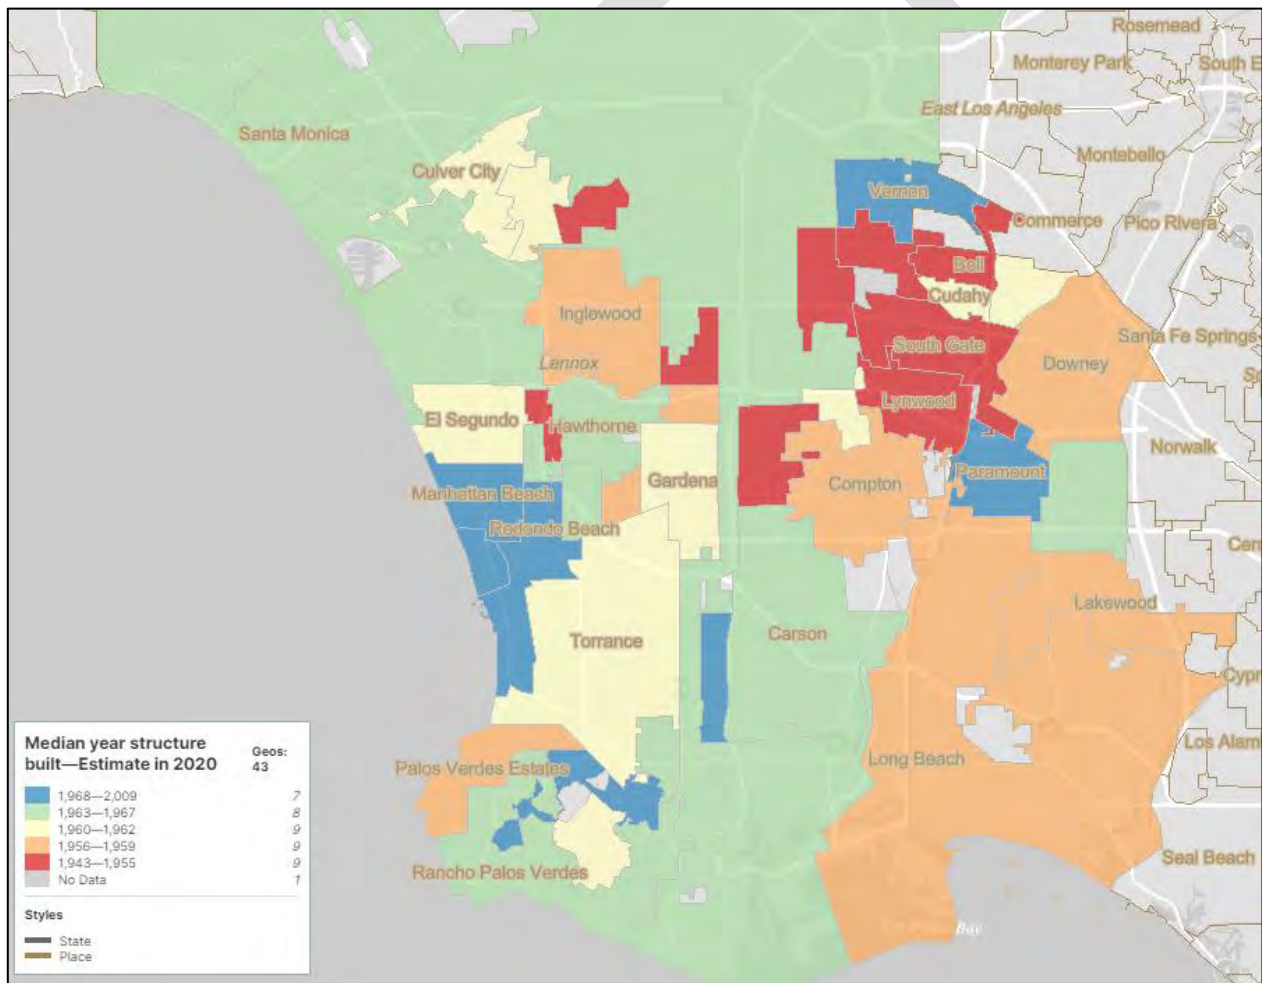 Rosemead
Monterey Park
South E
East Los Angeles
Santa Monica
Montebello
Culver City
Vernon
Commerce
Pico Rivera
Bell
Cudahy
Inglewood
Santa Fe Springs
South Gate
Lennox
Downey
Lynwood
El Segundo
Hawthorne
Norwalk
Gardena
Paramount
Compton
Manhattan Beach
Redondo Beach
Cen
Lakewood
Carson
Torrance
Cypr
Los Alam
Long Beach
Palos Verdes Estates
Seal Beach
Rancho Palos Verdes
Bay
Median year structure
built—Estimate in 2020
Geos:
43
1,968—2,009 7
1,963—1,967 8
1,960—1,962 9
1,956—1,959 9
1,943—1,955 9
No Data 1
Styles
State
Place